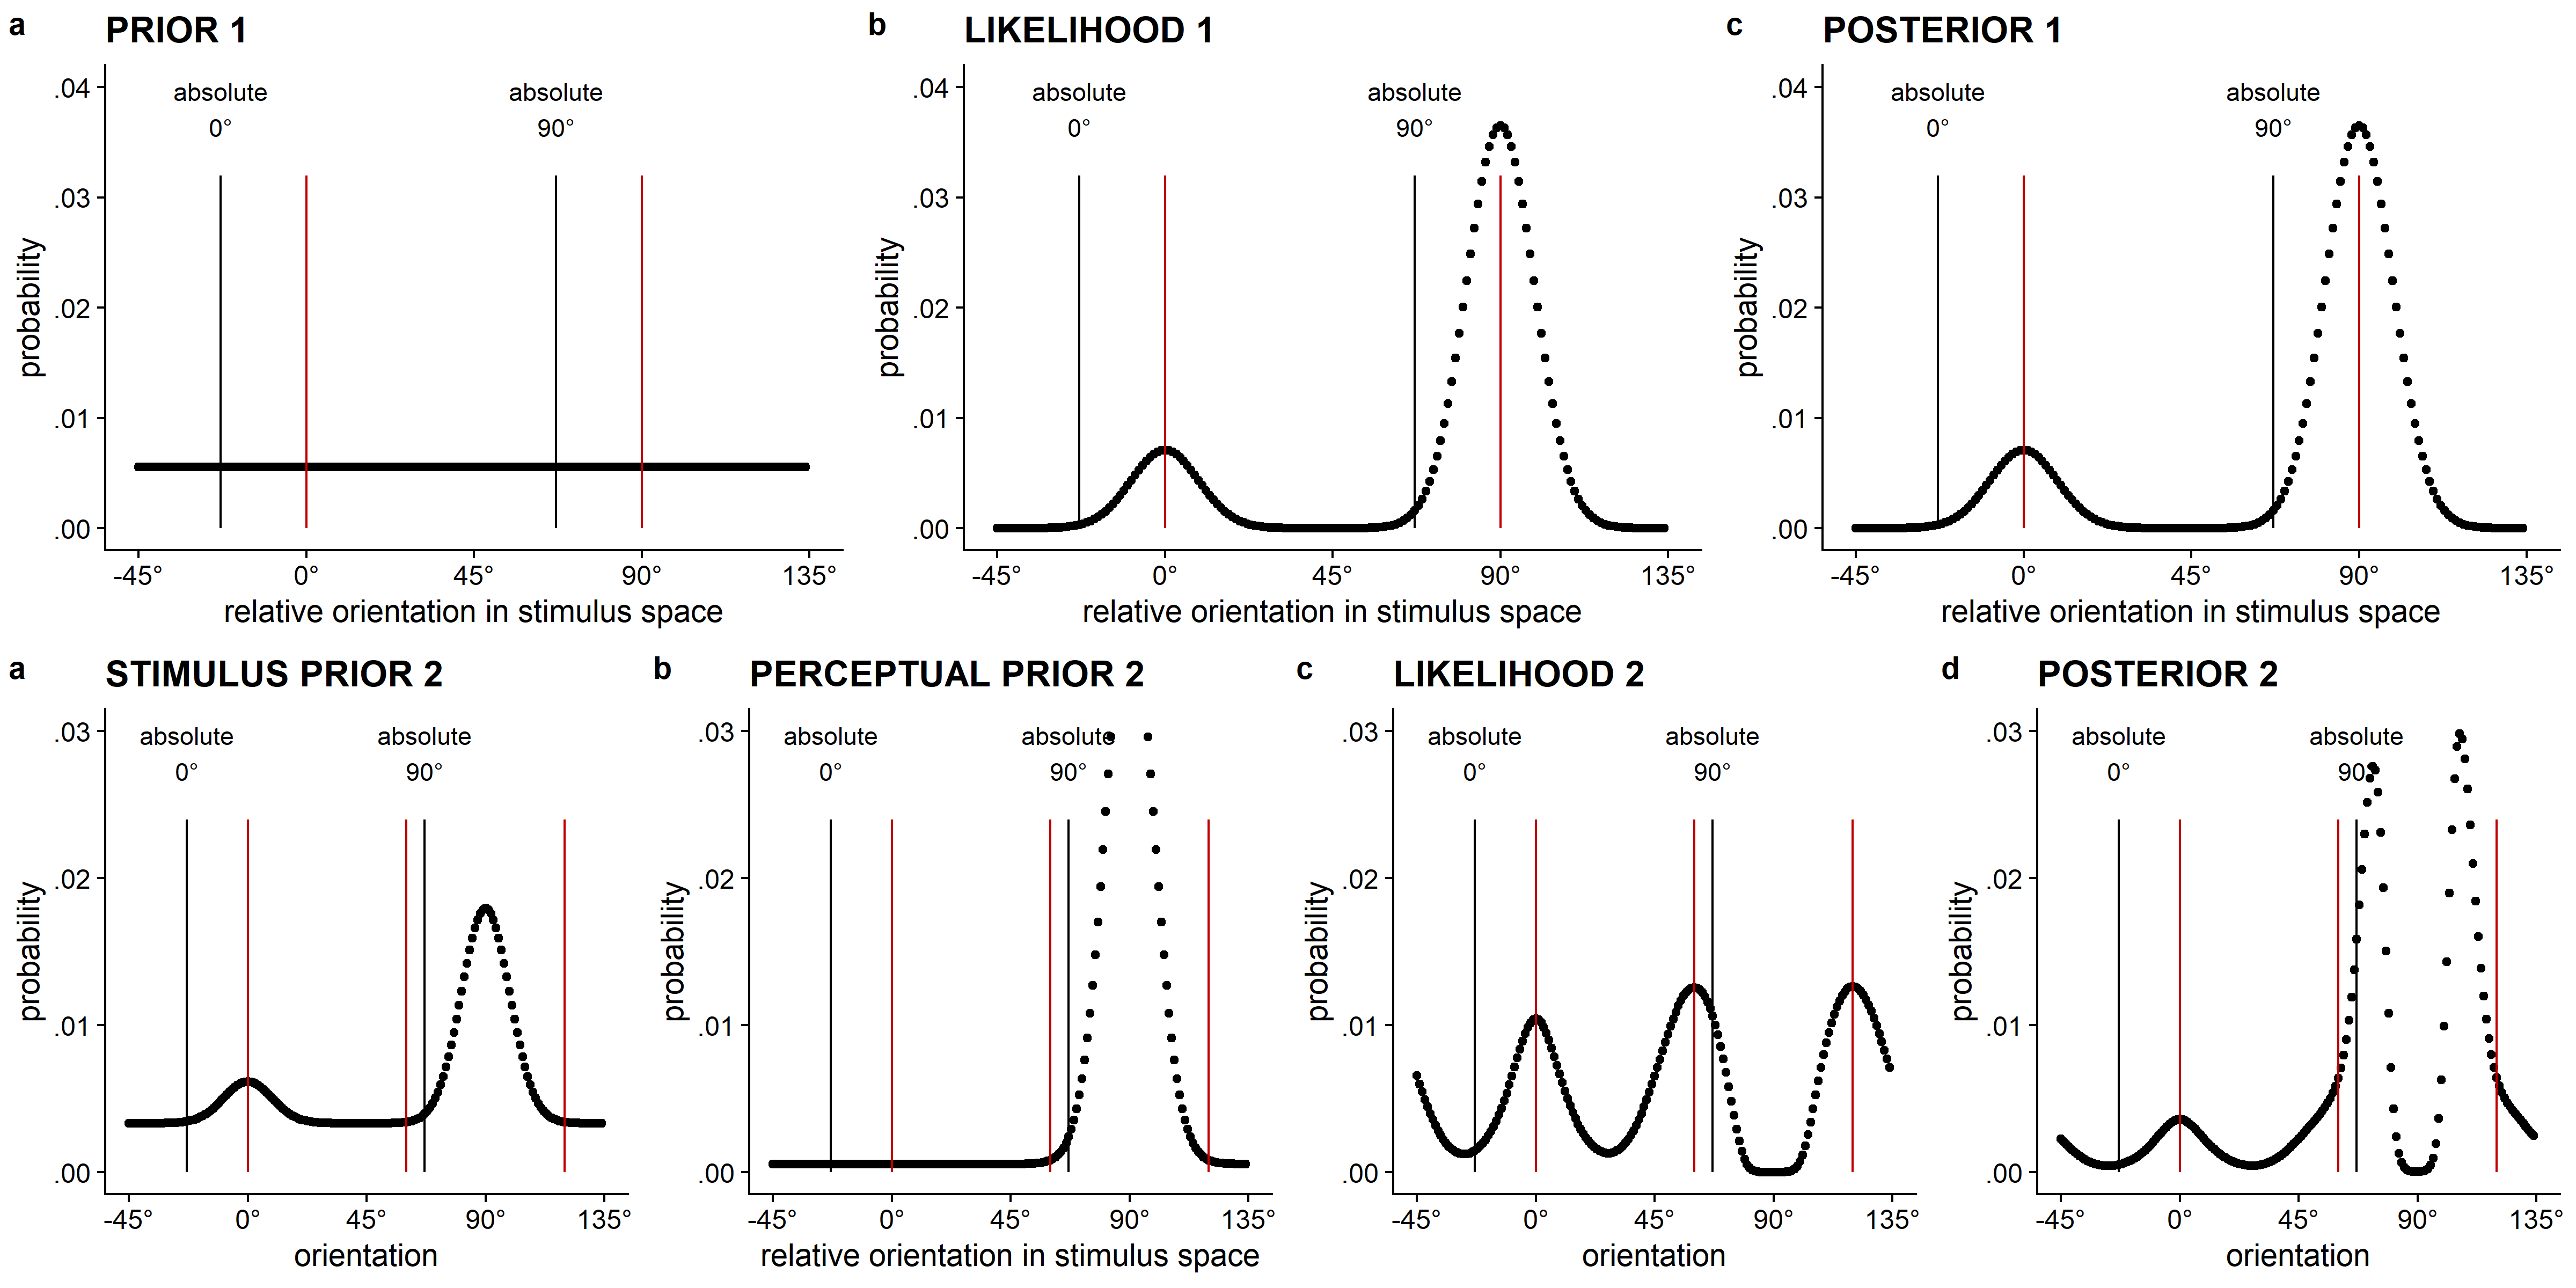 a PRIOR 1
.04
.03
.02
.01
.00
absolute
0°
absolute
90°
probability
-45° 0° 45° 90° 135°
relative orientation in stimulus space
b LIKELIHOOD 1
.04
.03
.02
.01
.00
absolute
0°
absolute
90°
probability
-45° 0° 45° 90° 135°
relative orientation in stimulus space
c POSTERIOR 1
.04
.03
.02
.01
.00
absolute
0°
absolute
90°
probability
-45° 0° 45° 90° 135°
relative orientation in stimulus space
a STIMULUS PRIOR 2
.03
.02
.01
.00
absolute
0°
absolute
90°
probability
-45° 0° 45° 90° 135°
orientation
b PERCEPTUAL PRIOR 2
.03
.02
.01
.00
absolute
0°
absolute
90°
probability
-45° 0° 45° 90° 135°
relative orientation in stimulus space
c LIKELIHOOD 2
.03
.02
.01
.00
absolute
0°
absolute
90°
probability
-45° 0° 45° 90° 135°
orientation
d POSTERIOR 2
.03
.02
.01
.00
absolute
0°
absolute
90
probability
-45° 0° 45° 90° 135°
orientation